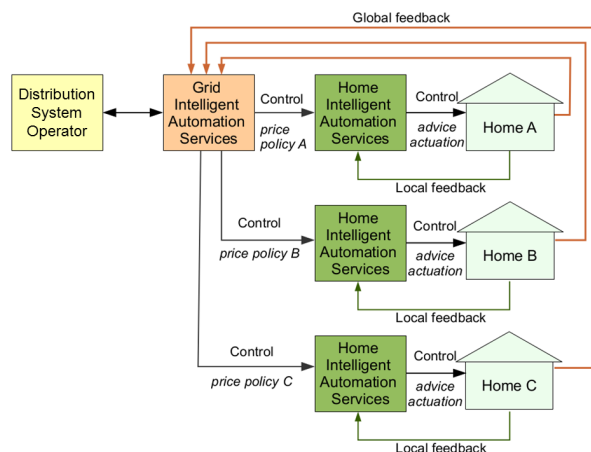 Global feedback
Distribution
System
Operator
Grid
Intelligent
Automation
Services
Control
price
policy A
Home
Intelligent
Automation
Services
Control
advice
actuation
Home A
Local feedback
Control
price policy B
Home
Intelligent
Automation
Services
Control
advice
actuation
Home B
Local feedback
Control
price policy C
Home
Intelligent
Automation
Services
Control
advice
actuation
Home C
Local feedback